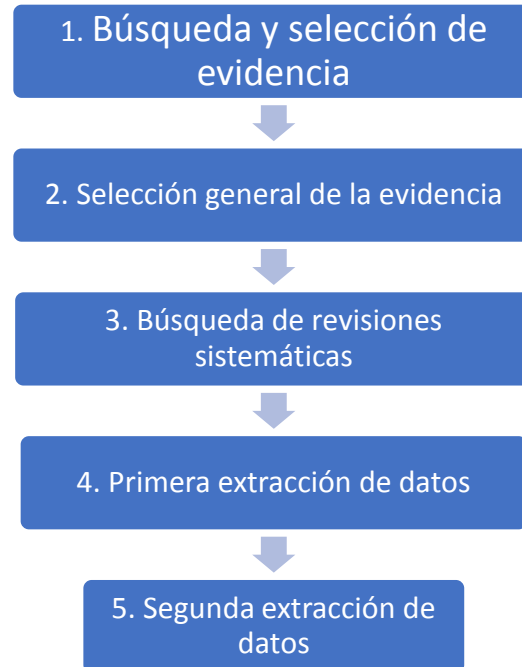 1. Búsqueda y selección de
evidencia
2. Selección general de la evidencia
3. Búsqueda de revisiones
sistemáticas
4. Primera extracción de datos
5. Segunda extracción de
datos